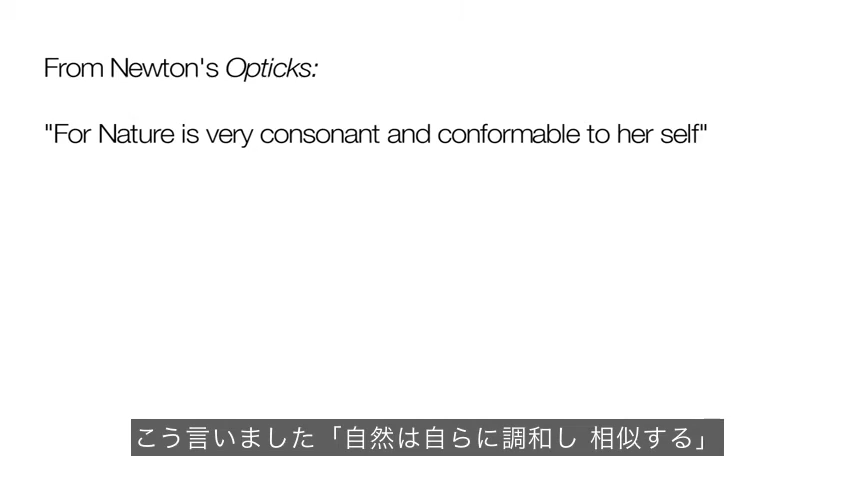 From Newton's Opticks:
"For Nature is very consonant and conformable to her self"
こう言いました「自然は自らに調和し 相似する」